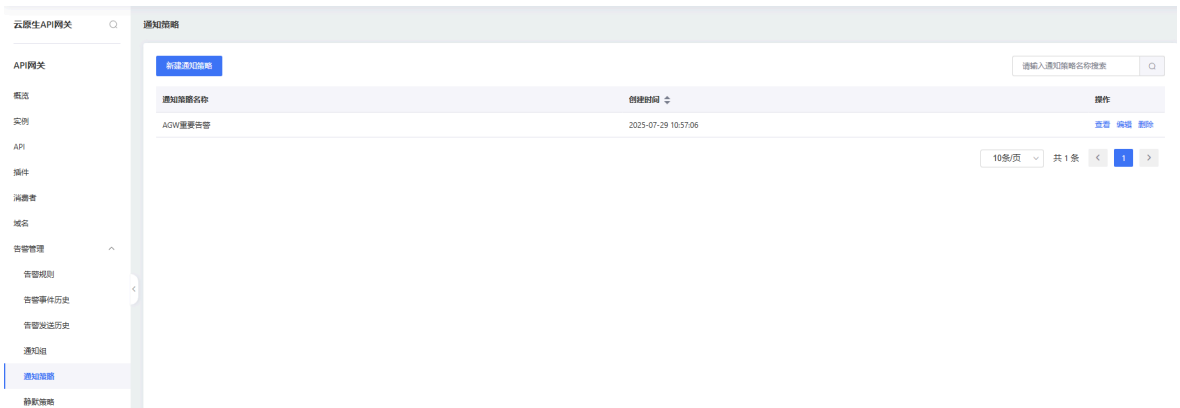 云原生API网关
通知策略
API网关
新建通知策略
请输入通知策略名称搜索
概览
通知策略名称
创建时间
操作
实例
AGW重要告警
2025-07-29 10:57:06
查看 编辑 删除
API
10条/页
共 1 条
1
插件
消费者
域名
告警管理
告警规则
告警事件历史
告警发送历史
通知组
通知策略
静默策略